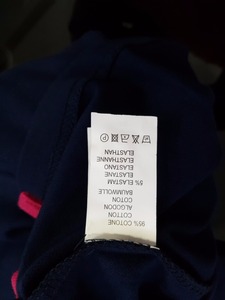 95% COTONE
COTTON
ALGODON
COTON
BAUMWOLLE
5% ELASTAM
ELASTANO
ELASTANE
ELASTHANNE
ELASTHAN